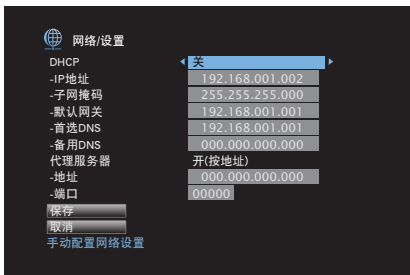 网络/设置
DHCP 关
-IP地址 192.168.001.002
-子网掩码 255.255.255.000
-默认网关 192.168.001.001
-首选DNS 192.168.001.001
-备用DNS 000.000.000.000
代理服务器 开(按地址)
-地址 000.000.000.000
-端口 00000
保存
取消
手动配置网络设置